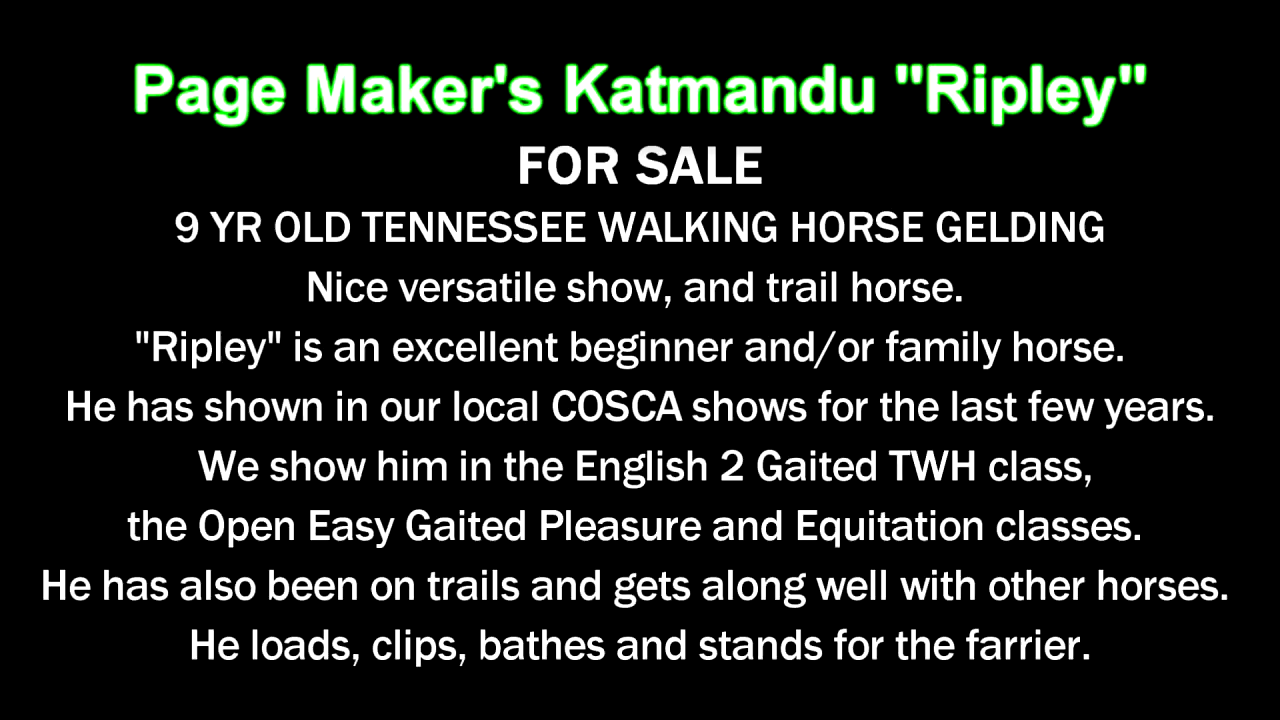 Page Maker's Katmandu "Ripley"
FOR SALE
9 YR OLD TENNESSEE WALKING HORSE GELDING
Nice versatile show, and trail horse.
"Ripley" is an excellent beginner and/or family horse.
He has shown in our local COSCA shows for the last few years.
We show him in the English 2 Gaited TWH class,
the Open Easy Gaited Pleasure and Equitation classes.
He has also been on trails and gets along well with other horses.
He loads, clips, bathes and stands for the farrier.